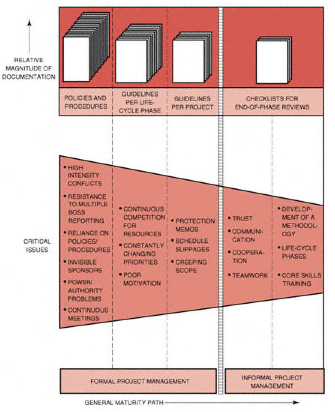 RELATIVE
MAGNITUDE OF
DOCUMENTATION
POLICIES AND
PROCEDURES
GUIDELINES
PER LIFE-
CYCLE PHASE
GUIDELINES
PER PROJECT
CHECKLISTS FOR
END-OF-PHASE REVIEWS
CRITICAL
ISSUES
• HIGH
INTENSITY
CONFLICTS
• RESISTANCE
TO MULTIPLE
BOSS
REPORTING
• RELIANCE ON
POLICIES/
PROCEDURES
• INVISIBLE
SPONSORS
• POWER/
AUTHORITY
PROBLEMS
• CONTINUOUS
MEETINGS
• CONTINUOUS
COMPETITION
FOR
RESOURCES
• CONSTANTLY
CHANGING
PRIORITIES
• POOR
MOTIVATION
• PROTECTION
MEMOS
• SCHEDULE
SLIPPAGES
• CREEPING
SCOPE
• TRUST
• COMMUNI-
CATION
• COOPERA-
TION
• TEAMWORK
• DEVELOP-
MENT OF A
METHODOL-
OGY
• LIFE-CYCLE
PHASES
• CORE SKILLS
TRAINING
FORMAL PROJECT MANAGEMENT
INFORMAL PROJECT
MANAGEMENT
GENERAL MATURITY PATH